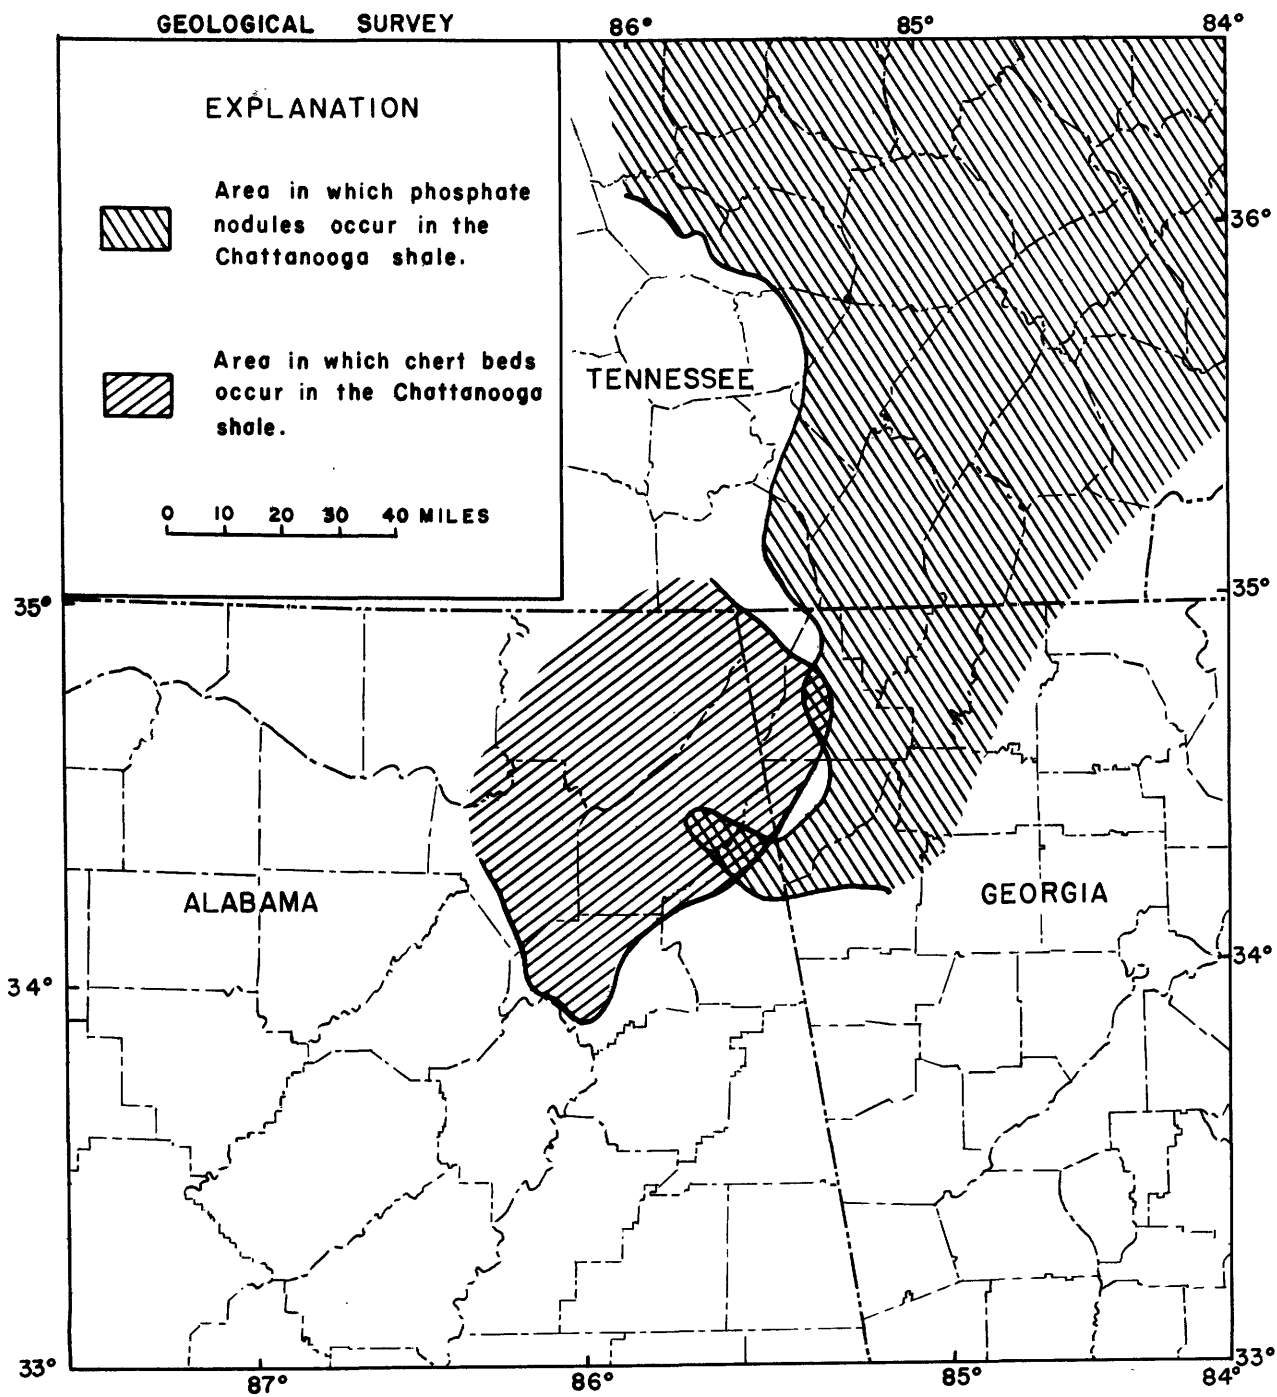 GEOLOGICAL SURVEY
86° 85° 84°
EXPLANATION
Area in which phosphate
nodules occur in the
Chattanooga shale.
36°
Area in which chert beds
occur in the Chattanooga
shale.
TENNESSEE
0 10 20 30 40 MILES
35° 35°
ALABAMA
GEORGIA
34° 34°
33° 33°
87° 86° 85° 84°